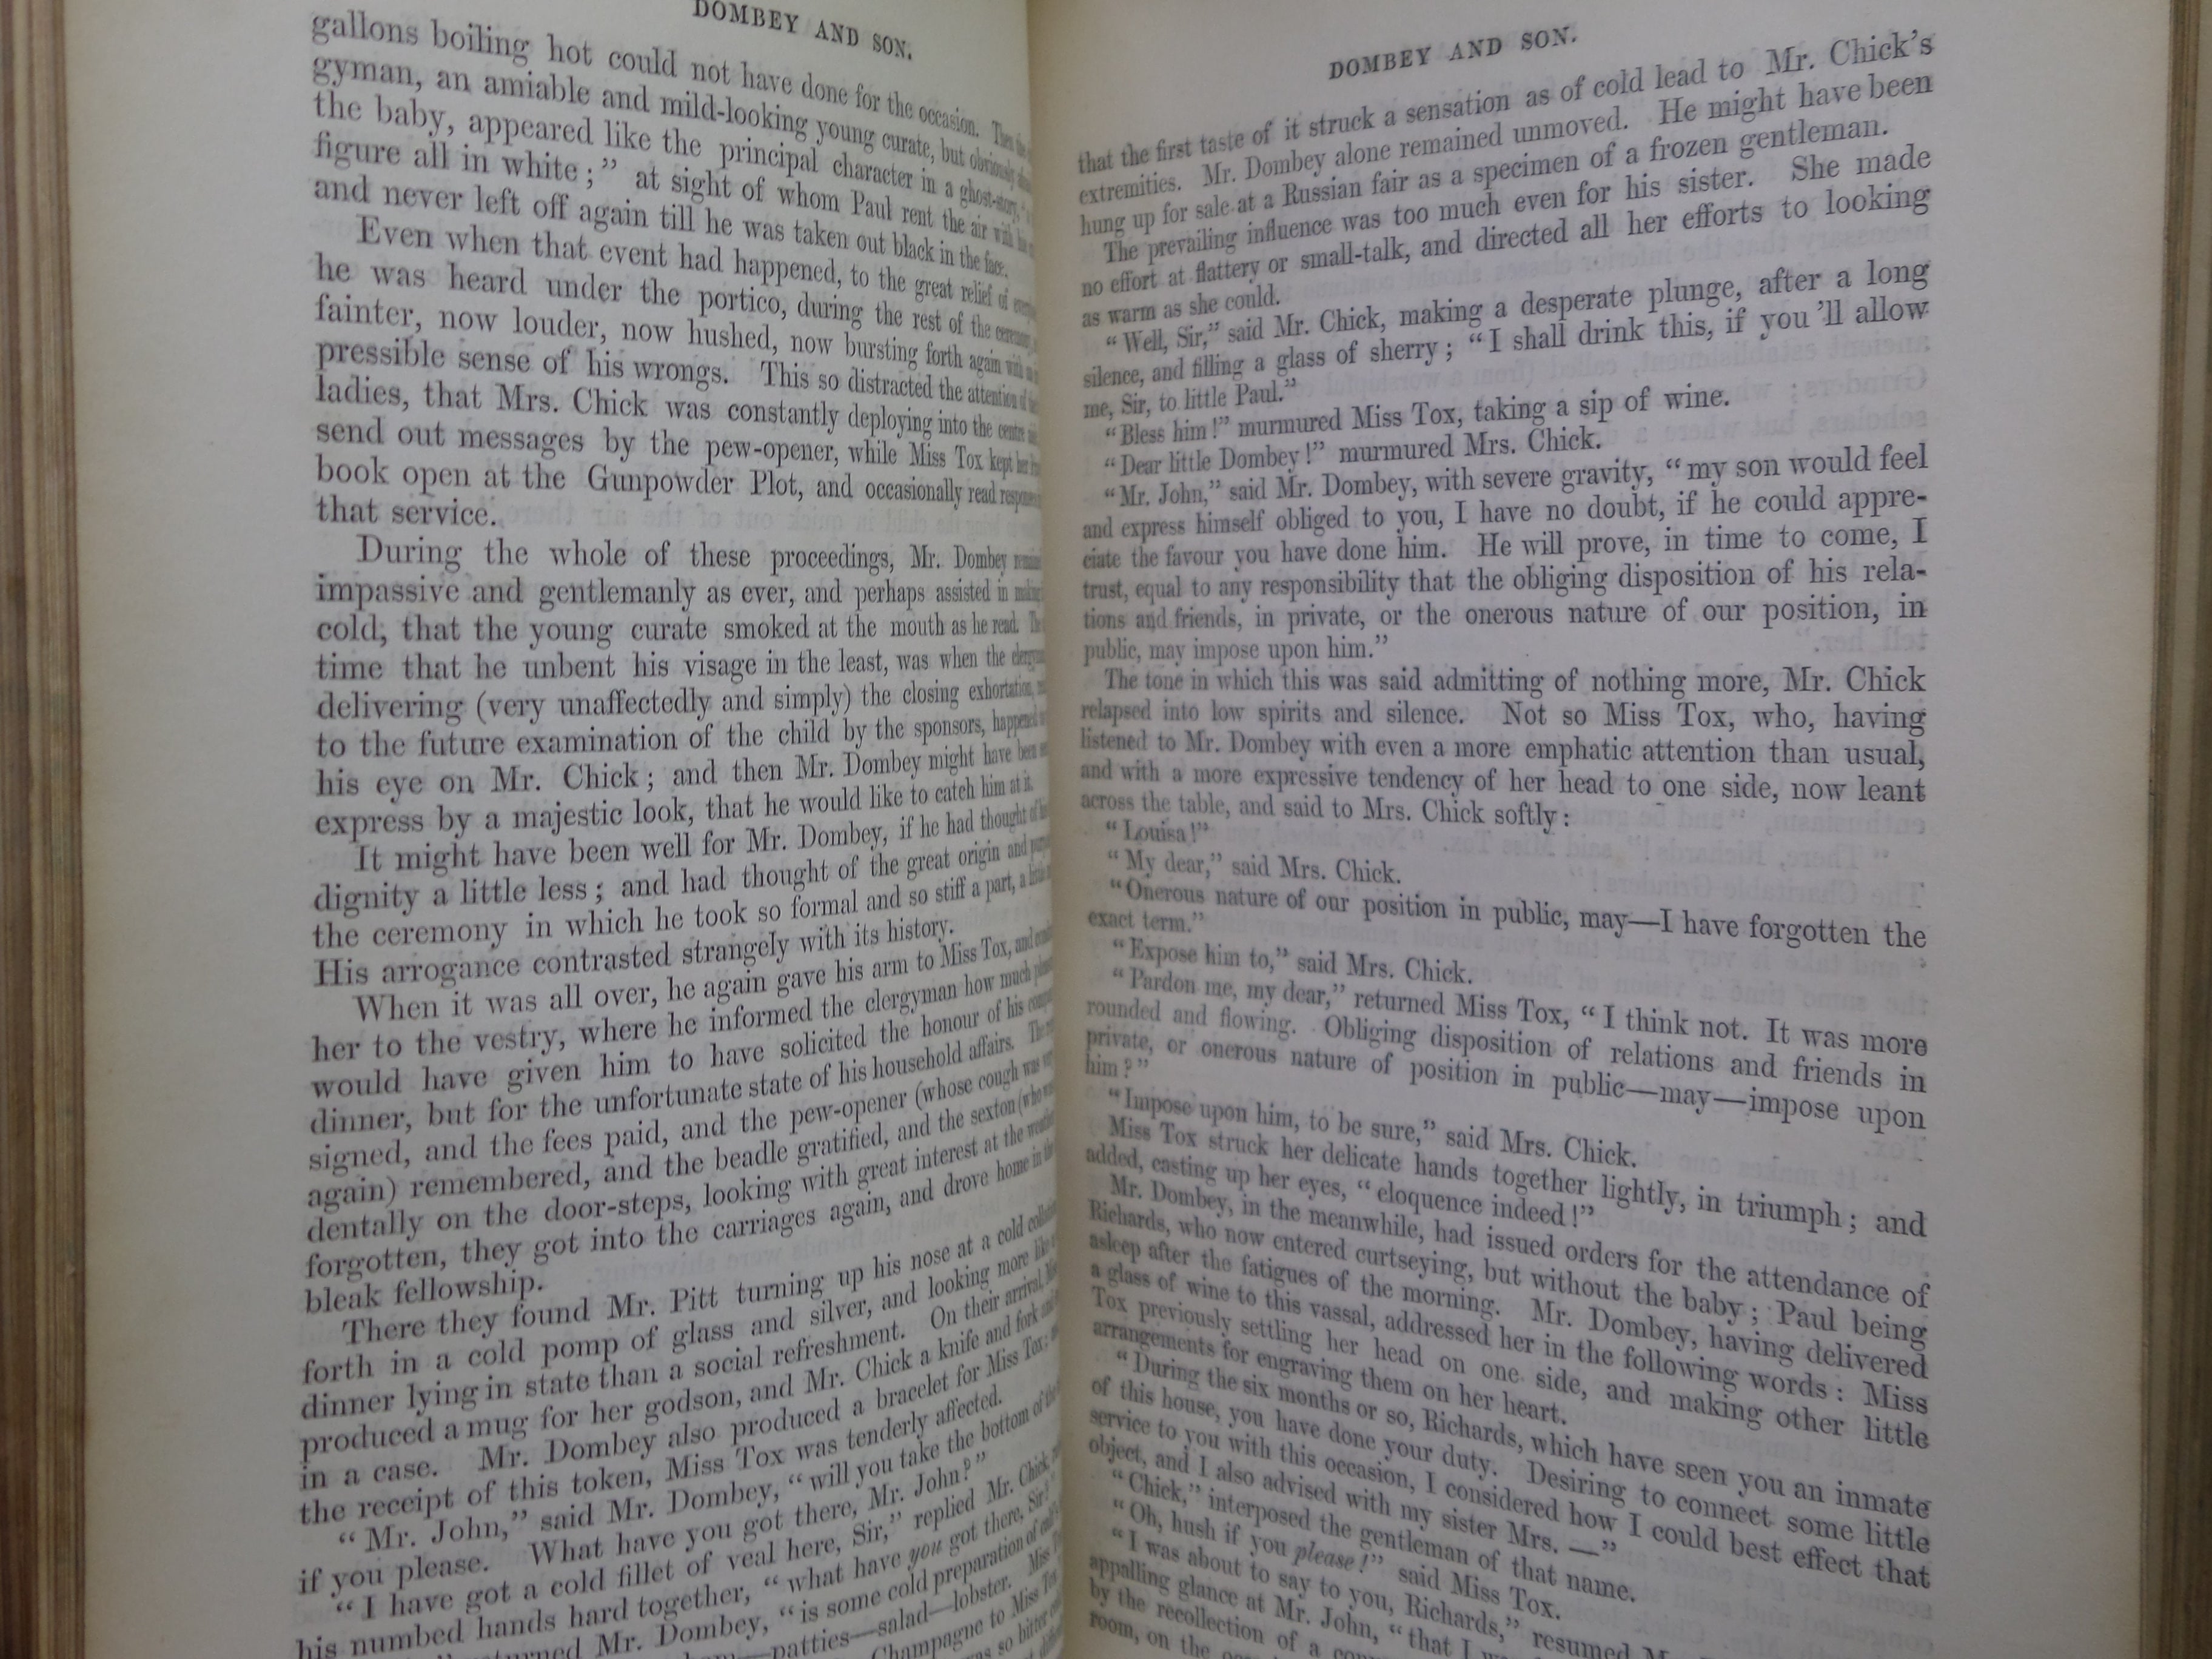 DOMBEY AND SON.
gallons boiling hot could not have done for the occasion. Then the
gyman, an amiable and mild-looking young curate, but obviously
the baby, appeared like the principal character in a ghost-story, "a
figure all in white;" at sight of whom Paul rent the air with his
and never left off again till he was taken out black in the face.
Even when that event had happened, to the great relief of
he was heard under the portico, during the rest of the ceremony,
fainter, now louder, now hushed, now bursting forth again with
pressible sense of his wrongs. This so distracted the attention of
ladies, that Mrs. Chick was constantly deploying into the centre
send out messages by the pew-opener, while Miss Tox kept her
book open at the Gunpowder Plot, and occasionally read
that service.
During the whole of these proceedings, Mr. Dombey
impassive and gentlemanly as ever, and perhaps assisted in making
cold, that the young curate smoked at the mouth as he read. The
time that he unbent his visage in the least, was when the
delivering (very unaffectedly and simply) the closing exhortation,
to the future examination of the child by the sponsors, happened
his eye on Mr. Chick; and then Mr. Dombey might have been
express by a majestic look, that he would like to catch him at it.
It might have been well for Mr. Dombey, if he had thought of
dignity a little less; and had thought of the great origin and
the ceremony in which he took so formal and so stiff a part, a little
His arrogance contrasted strangely with its history.
When it was all over, he again gave his arm to Miss Tox, and
her to the vestry, where he informed the clergyman how much
would have given him to have solicited the honour of his
dinner, but for the unfortunate state of his household affairs. The
signed, and the fees paid, and the pew-opener (whose cough was
again) remembered, and the beadle gratified, and the sexton (who
dentally on the door-steps, looking with great interest at the
forgotten, they got into the carriages again, and drove home in the
bleak fellowship.
There they found Mr. Pitt turning up his nose at a cold
forth in a cold pomp of glass and silver, and looking more like
dinner lying in state than a social refreshment. On their arrival,
produced a mug for her godson, and Mr. Chick a knife and fork
in a case. Mr. Dombey also produced a bracelet for Miss Tox;
the receipt of this token, Miss Tox was tenderly affected.
"Mr. John," said Mr. Dombey, "will you take the bottom of the
if you please. What have you got there, Mr. John?"
"I have got a cold fillet of veal here, Sir," replied Mr. Chick,
his numbed hands hard together, "what have you got there, Sir?"
Mr. Dombey, "is some cold preparation of
patties—salad—lobster. Miss
Champagne to Miss Tox.
so bitter
DOMBEY AND SON.
that the first taste of it struck a sensation as of cold lead to Mr. Chick's
extremities. Mr. Dombey alone remained unmoved. He might have been
hung up for sale at a Russian fair as a specimen of a frozen gentleman.
The prevailing influence was too much even for his sister. She made
no effort at flattery or small-talk, and directed all her efforts to looking
as warm as she could.
"Well, Sir," said Mr. Chick, making a desperate plunge, after a long
silence, and filling a glass of sherry; "I shall drink this, if you 'll allow
me, Sir, to little Paul."
"Bless him!" murmured Miss Tox, taking a sip of wine.
"Dear little Dombey!" murmured Mrs. Chick.
"Mr. John," said Mr. Dombey, with severe gravity, "my son would feel
and express himself obliged to you, I have no doubt, if he could appre-
ciate the favour you have done him. He will prove, in time to come, I
trust, equal to any responsibility that the obliging disposition of his rela-
tions and friends, in private, or the onerous nature of our position, in
public, may impose upon him."
The tone in which this was said admitting of nothing more, Mr. Chick
relapsed into low spirits and silence. Not so Miss Tox, who, having
listened to Mr. Dombey with even a more emphatic attention than usual,
and with a more expressive tendency of her head to one side, now leant
across the table, and said to Mrs. Chick softly:
"Louisa!"
"My dear," said Mrs. Chick.
"Onerous nature of our position in public, may—I have forgotten the
exact term."
"Expose him to," said Mrs. Chick.
"Pardon me, my dear," returned Miss Tox, "I think not. It was more
rounded and flowing. Obliging disposition of relations and friends in
private, or onerous nature of position in public—may—impose upon
him?"
"Impose upon him, to be sure," said Mrs. Chick.
Miss Tox struck her delicate hands together lightly, in triumph; and
added, casting up her eyes, "eloquence indeed!"
Mr. Dombey, in the meanwhile, had issued orders for the attendance of
Richards, who now entered curtseying, but without the baby; Paul being
asleep after the fatigues of the morning. Mr. Dombey, having delivered
a glass of wine to this vassal, addressed her in the following words: Miss
Tox previously settling her head on one side, and making other little
arrangements for engraving them on her heart.
"During the six months or so, Richards, which have seen you an inmate
of this house, you have done your duty. Desiring to connect some little
service to you with this occasion, I considered how I could best effect that
object, and I also advised with my sister Mrs. —"
"Chick," interposed the gentleman of that name.
"Oh, hush if you please!" said Miss Tox.
"I was about to say to you, Richards," resumed
appalling glance at Mr. John, "that I
by the recollection of a
room, on the